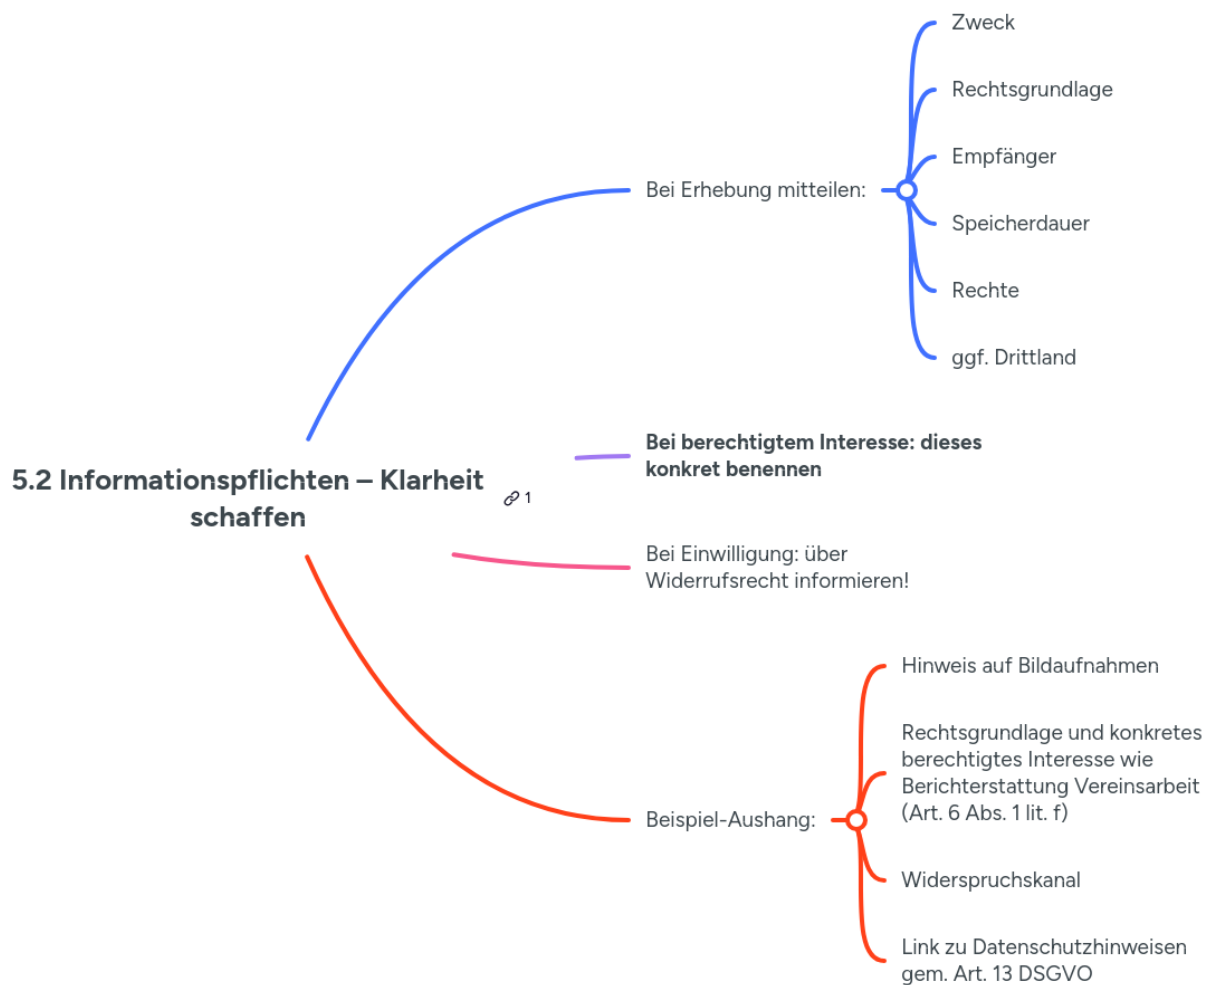 5.2 Informationspflichten – Klarheit
schaffen
1
Bei Erhebung mitteilen:
Zweck
Rechtsgrundlage
Empfänger
Speicherdauer
Rechte
ggf. Drittland
Bei berechtigtem Interesse: dieses
konkret benennen
Bei Einwilligung: über
Widerrufsrecht informieren!
Beispiel-Aushang:
Hinweis auf Bildaufnahmen
Rechtsgrundlage und konkretes
berechtigtes Interesse wie
Berichterstattung Vereinsarbeit
(Art. 6 Abs. 1 lit. f)
Widerspruchskanal
Link zu Datenschutzhinweisen
gem. Art. 13 DSGVO